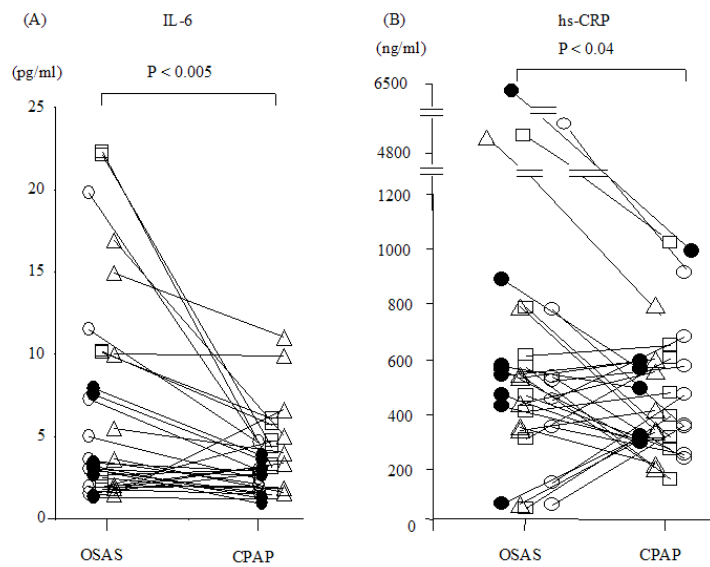 (A) IL-6
(pg/ml)
P < 0.005
25
20
15
10
5
0
OSAS CPAP
(B) hs-CRP
(ng/ml)
P < 0.04
6500
4800
1200
1000
800
600
400
200
0
OSAS CPAP